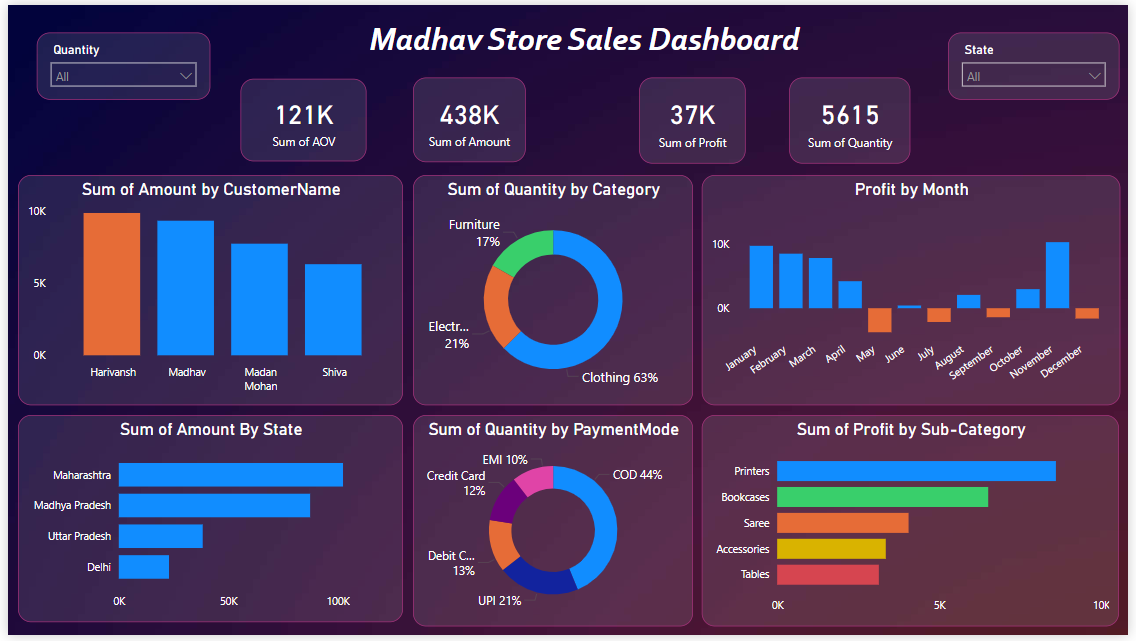 Madhav Store Sales Dashboard
Quantity
All
State
All
121K
Sum of AOV
438K
Sum of Amount
37K
Sum of Profit
5615
Sum of Quantity
Sum of Amount by CustomerName
10K
5K
0K
Harivansh
Madhav
Madan
Mohan
Shiva
Sum of Quantity by Category
Furniture
17%
Electr...
21%
Clothing 63%
Profit by Month
10K
0K
January
February
March
April
May
June
July
August
September
October
November
December
Sum of Amount By State
Maharashtra
Madhya Pradesh
Uttar Pradesh
Delhi
0K
50K
100K
Sum of Quantity by PaymentMode
EMI 10%
COD 44%
Credit Card
12%
Debit C...
13%
UPI 21%
Sum of Profit by Sub-Category
Printers
Bookcases
Saree
Accessories
Tables
0K
5K
10K